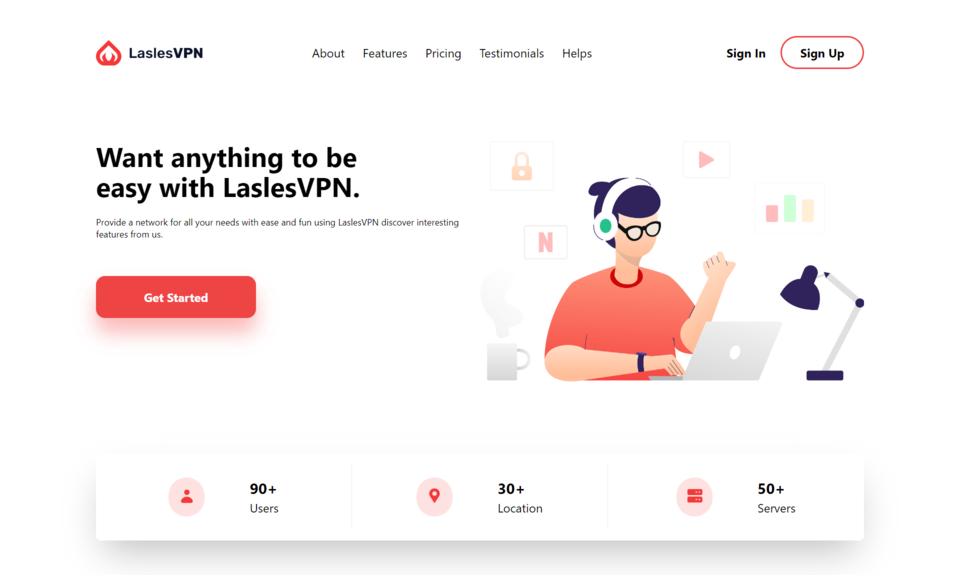 LaslesVPN
About Features Pricing Testimonials Helps
Sign In Sign Up
Want anything to be
easy with LaslesVPN.
Provide a network for all your needs with ease and fun using LaslesVPN discover interesting
features from us.
Get Started
N
90+
Users
30+
Location
50+
Servers